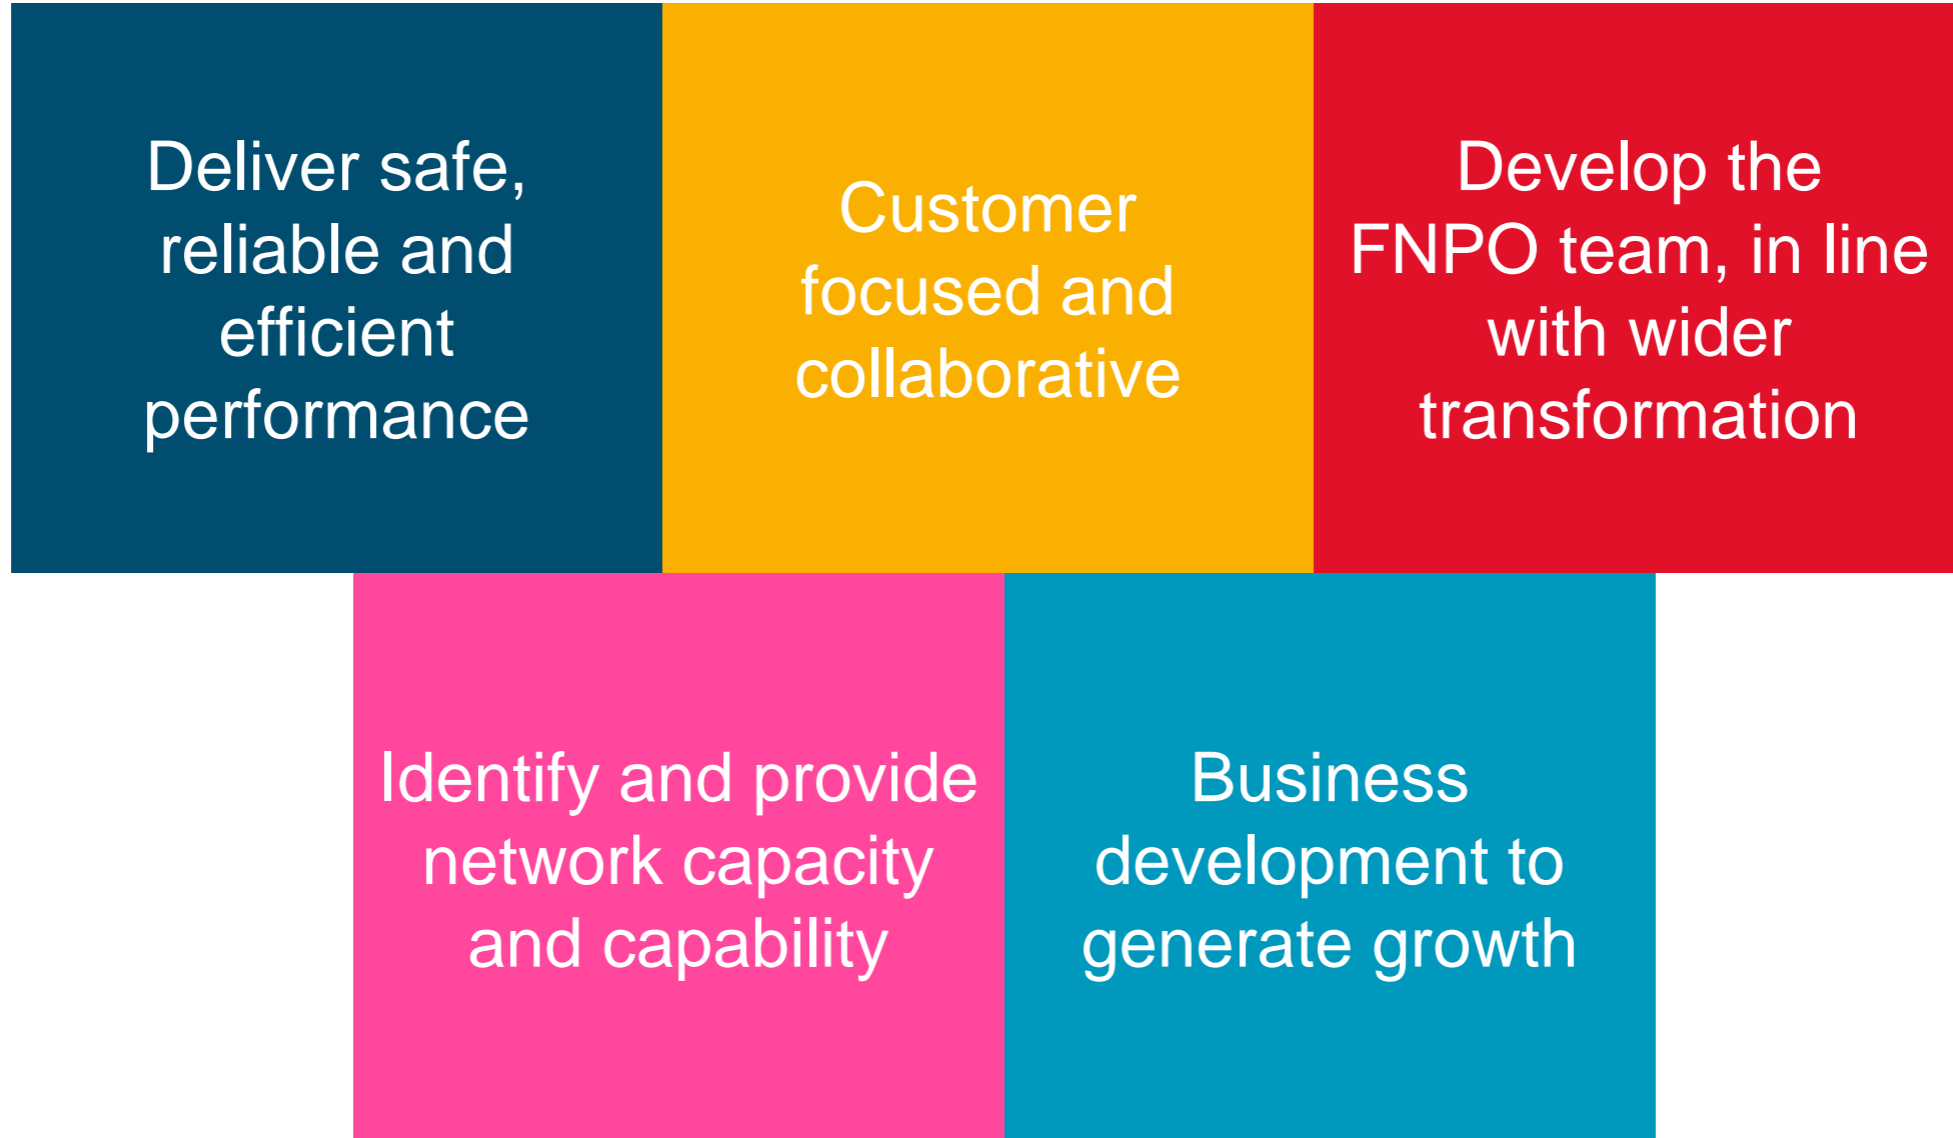 Deliver safe,
reliable and
efficient
performance
Customer
focused and
collaborative
Develop the
FNPO team, in line
with wider
transformation
Identify and provide
network capacity
and capability
Business
development to
generate growth